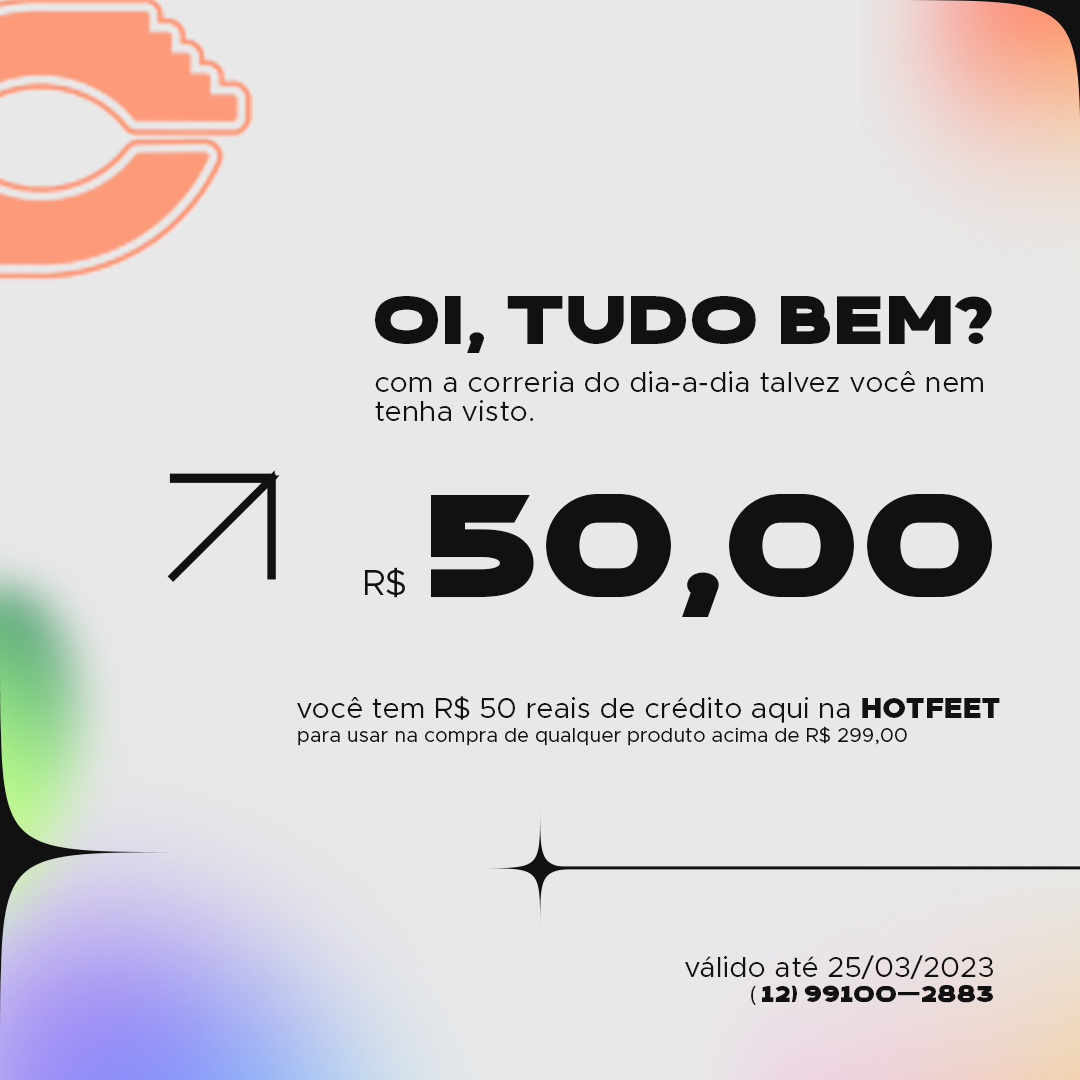 OI, TUDO BEM?
com a correria do dia-a-dia talvez você nem
tenha visto.
R$ 50,00
você tem R$ 50 reais de crédito aqui na HOTFEET
para usar na compra de qualquer produto acima de R$ 299,00
válido até 25/03/2023
(12) 99100—2883